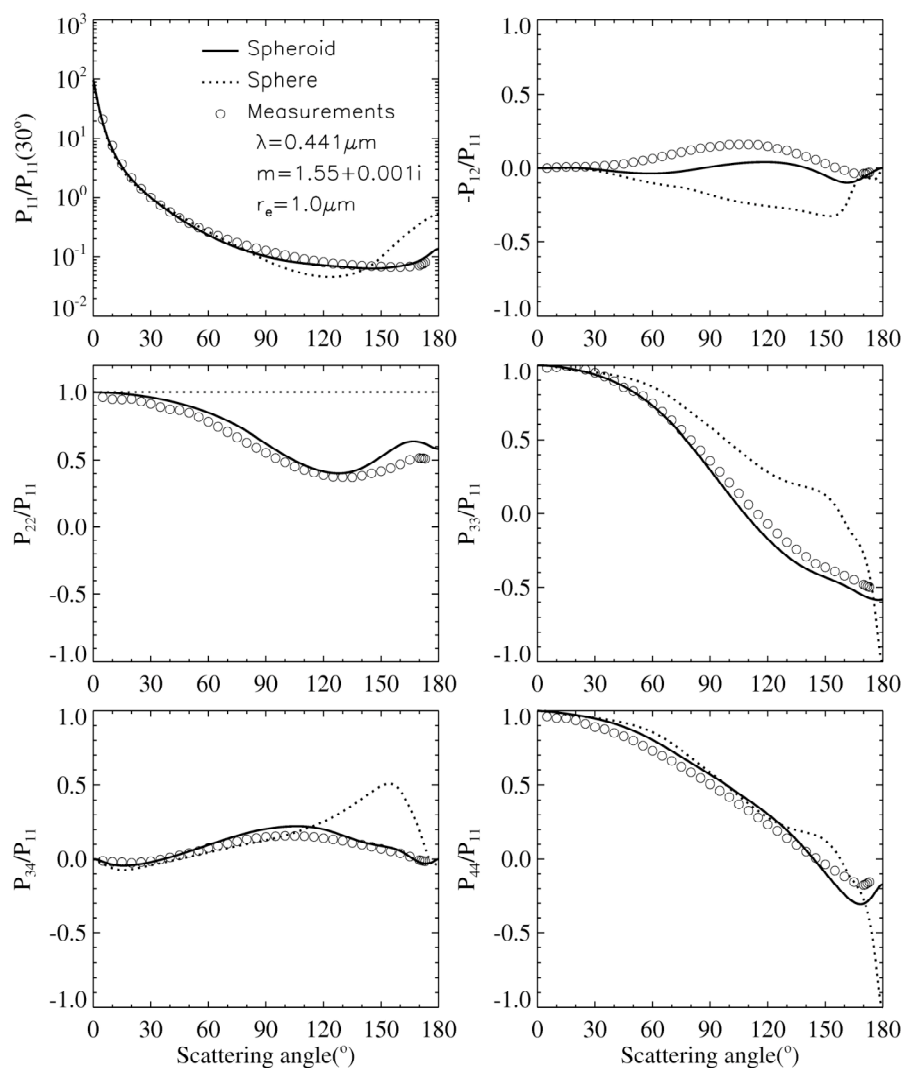 10³
10²
10¹
10⁰
10⁻¹
10⁻²
P₁₁/P₁₁(30°)
Spheroid
Sphere
Measurements
λ=0.441μm
m=1.55+0.001i
rₑ=1.0μm
0 30 60 90 120 150 180
1.0
0.5
0.0
-0.5
-1.0
-P₁₂/P₁₁
0 30 60 90 120 150 180
1.0
0.5
0.0
-0.5
-1.0
P₂₂/P₁₁
0 30 60 90 120 150 180
1.0
0.5
0.0
-0.5
-1.0
P₃₃/P₁₁
0 30 60 90 120 150 180
1.0
0.5
0.0
-0.5
-1.0
P₃₄/P₁₁
0 30 60 90 120 150 180
Scattering angle(°)
1.0
0.5
0.0
-0.5
-1.0
P₄₄/P₁₁
0 30 60 90 120 150 180
Scattering angle(°)